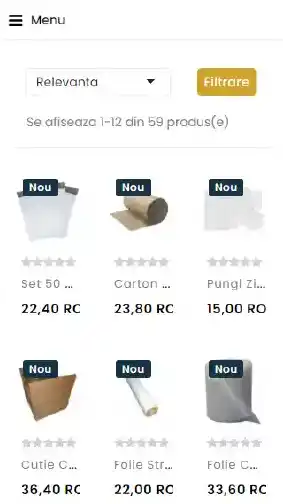 Menu
Relevanta
Filtrare
Se afiseaza 1-12 din 59 produs(e)
Nou Nou Nou
Set 50 ... Carton ... Pungi Zi...
22,40 RO 23,80 RO 15,00 RO
Nou Nou Nou
Cutie C... Folie Str... Folie C...
36,40 RO 22,00 RO 33,60 RO